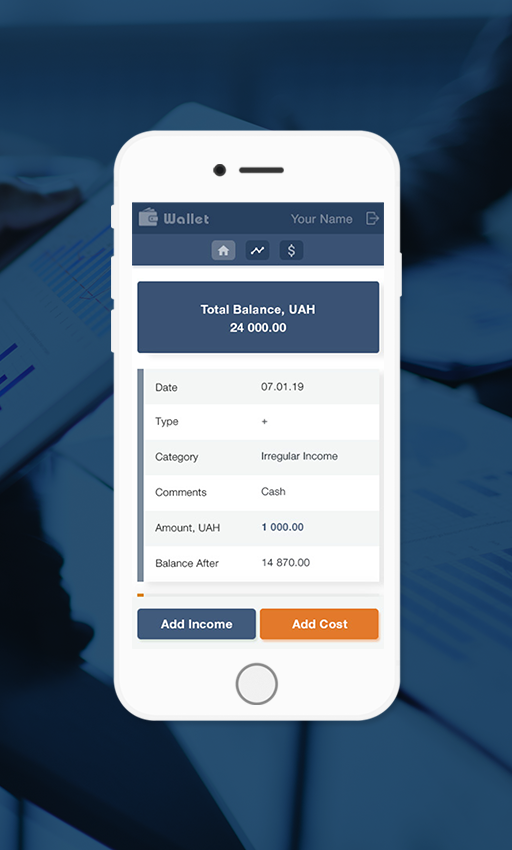 Wallet
Your Name
$
Total Balance, UAH
24 000.00
Date 07.01.19
Type +
Category Irregular Income
Comments Cash
Amount, UAH 1 000.00
Balance After 14 870.00
Add Income
Add Cost